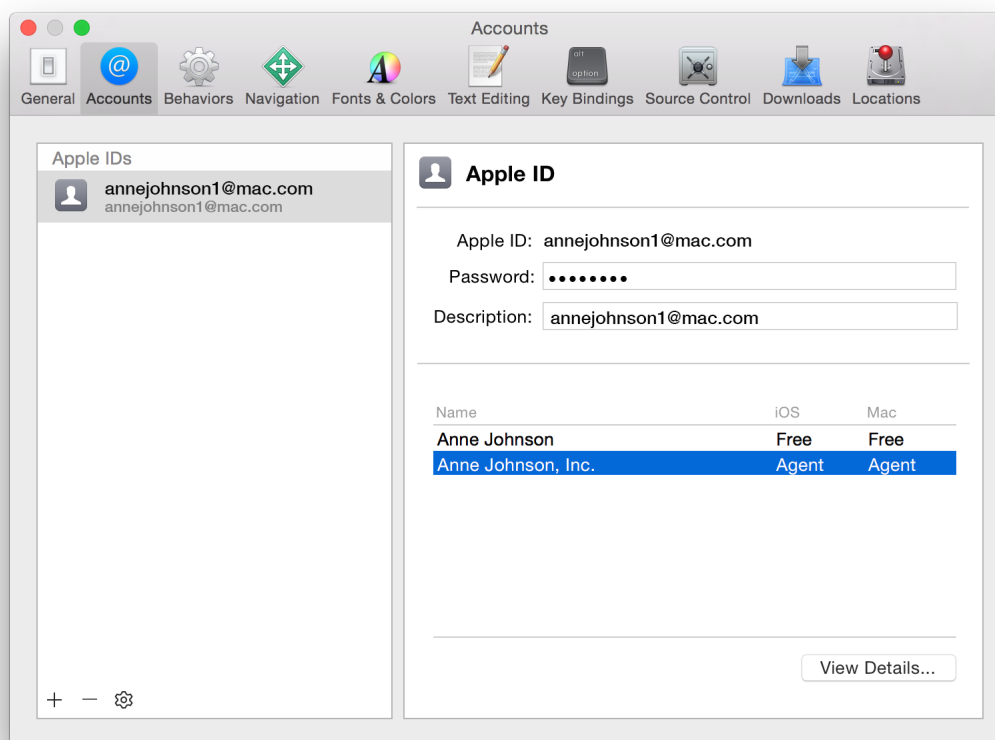 Accounts
General Accounts Behaviors Navigation Fonts & Colors Text Editing Key Bindings Source Control Downloads Locations
alt
option
Apple IDs
annejohnson1@mac.com
annejohnson1@mac.com
Apple ID
Apple ID: annejohnson1@mac.com
Password: ••••••••
Description: annejohnson1@mac.com
Name iOS Mac
Anne Johnson Free Free
Anne Johnson, Inc. Agent Agent
View Details...